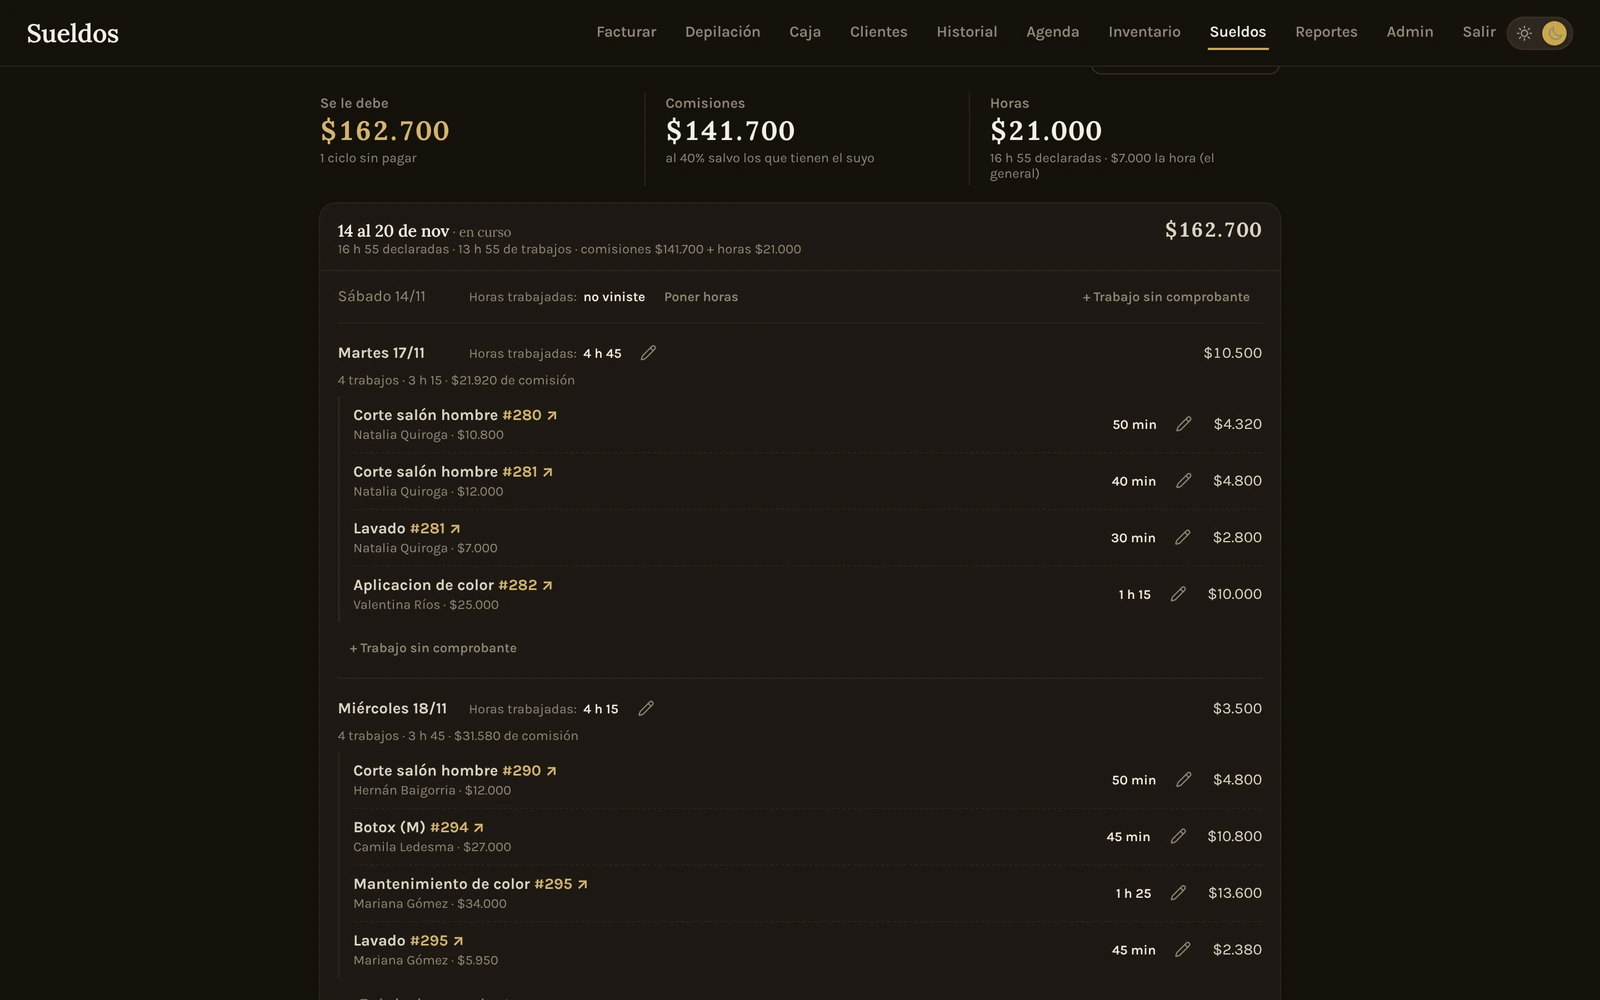 Sueldos
Facturar Depilación Caja Clientes Historial Agenda Inventario Sueldos Reportes Admin Salir
Se le debe
$162.700
1 ciclo sin pagar
Comisiones
$141.700
al 40% salvo los que tienen el suyo
Horas
$21.000
16 h 55 declaradas · $7.000 la hora (el
general)
14 al 20 de nov · en curso
$162.700
16 h 55 declaradas · 13 h 55 de trabajos · comisiones $141.700 + horas $21.000
Sábado 14/11 Horas trabajadas: no viniste Poner horas + Trabajo sin comprobante
Martes 17/11 Horas trabajadas: 4 h 45 $10.500
4 trabajos · 3 h 15 · $21.920 de comisión
Corte salón hombre #280 ↗
Natalia Quiroga · $10.800
50 min $4.320
Corte salón hombre #281 ↗
Natalia Quiroga · $12.000
40 min $4.800
Lavado #281 ↗
Natalia Quiroga · $7.000
30 min $2.800
Aplicacion de color #282 ↗
Valentina Ríos · $25.000
1 h 15 $10.000
+ Trabajo sin comprobante
Miércoles 18/11 Horas trabajadas: 4 h 15 $3.500
4 trabajos · 3 h 45 · $31.580 de comisión
Corte salón hombre #290 ↗
Hernán Baigorria · $12.000
50 min $4.800
Botox (M) #294 ↗
Camila Ledesma · $27.000
45 min $10.800
Mantenimiento de color #295 ↗
Mariana Gómez · $34.000
1 h 25 $13.600
Lavado #295 ↗
Mariana Gómez · $5.950
45 min $2.380